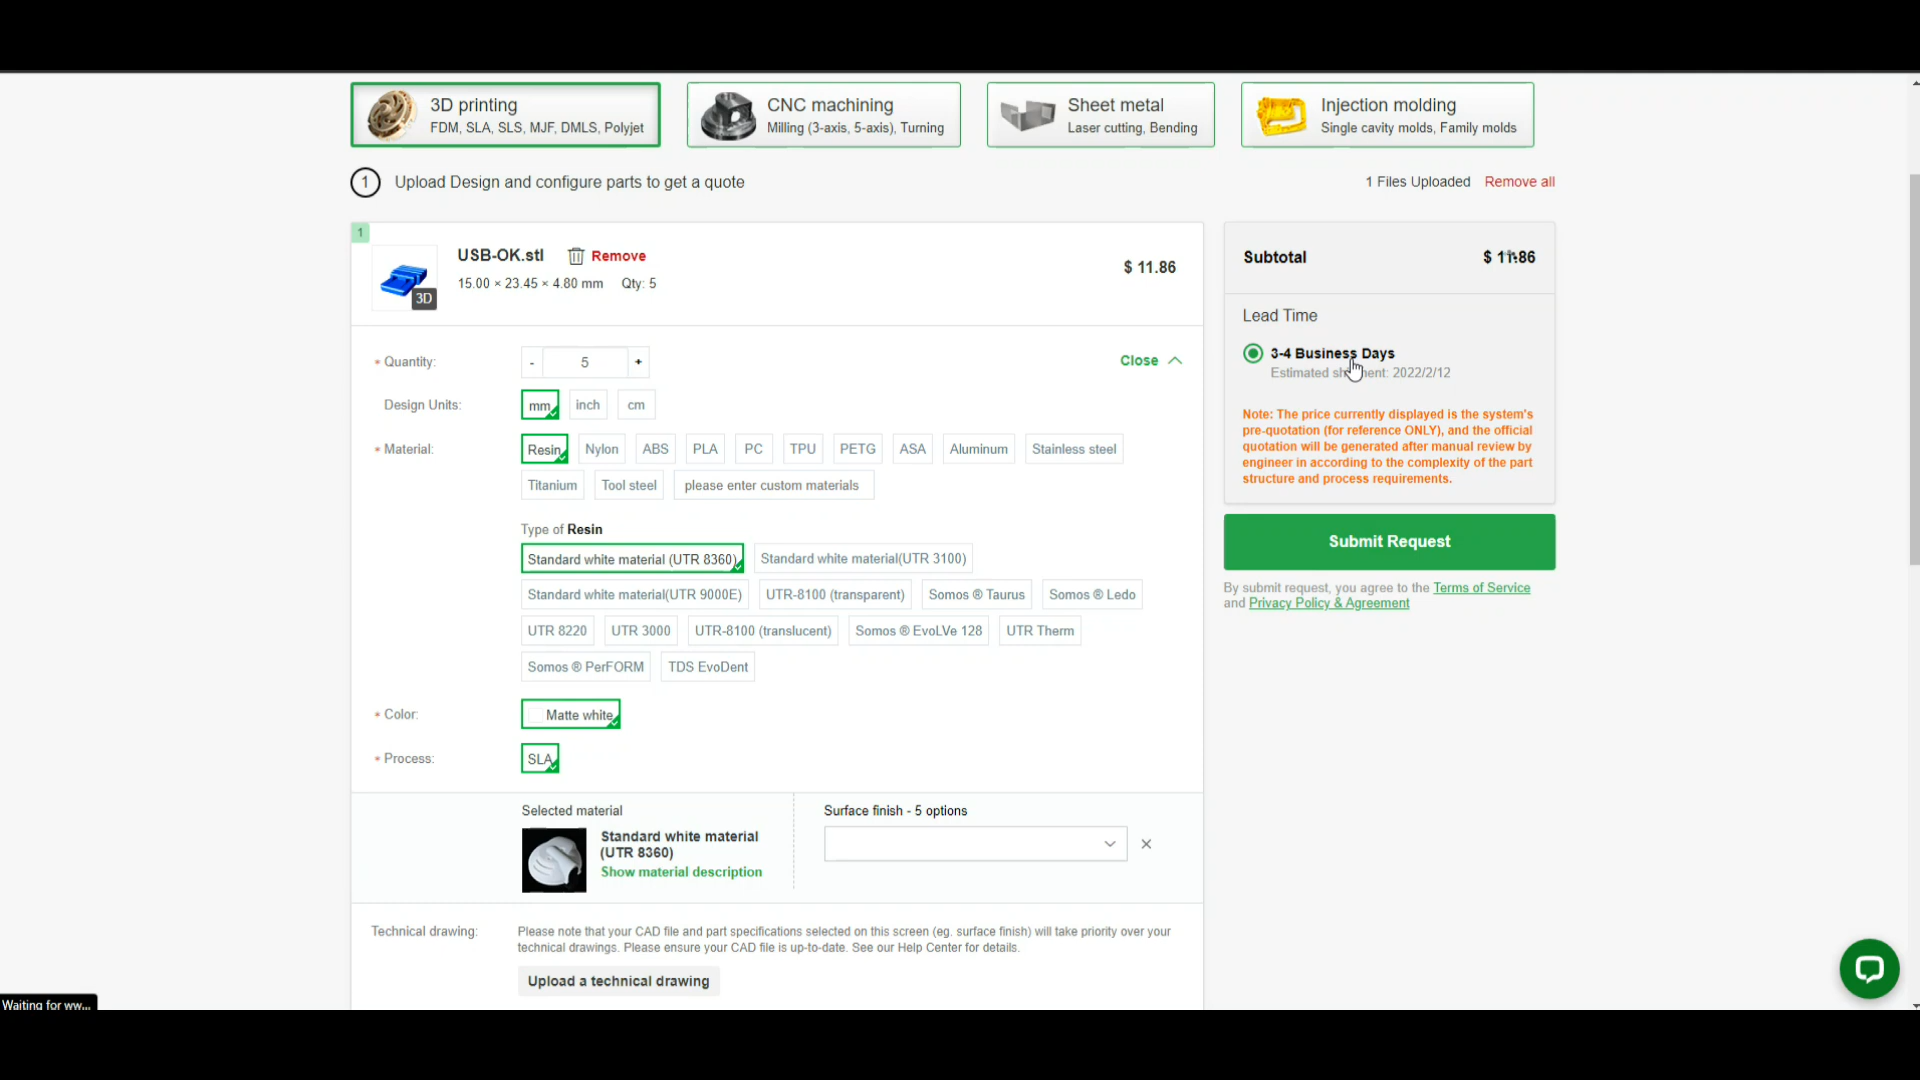 3D printing
FDM, SLA, SLS, MJF, DMLS, Polyjet
CNC machining
Milling (3-axis, 5-axis), Turning
Sheet metal
Laser cutting, Bending
Injection molding
Single cavity molds, Family molds
1 Upload Design and configure parts to get a quote
1 Files Uploaded Remove all
1
USB-OK.stl Remove
15.00 × 23.45 × 4.80 mm Qty: 5
3D
$ 11.86
* Quantity: - 5 +
Close
Design Units: mm inch cm
* Material: Resin Nylon ABS PLA PC TPU PETG ASA Aluminum Stainless steel
Titanium Tool steel please enter custom materials
Type of Resin
Standard white material (UTR 8360) Standard white material(UTR 3100)
Standard white material(UTR 9000E) UTR-8100 (transparent) Somos ® Taurus Somos ® Ledo
UTR 8220 UTR 3000 UTR-8100 (translucent) Somos ® EvoLVe 128 UTR Therm
Somos ® PerFORM TDS EvoDent
* Color: Matte white
* Process: SLA
Selected material
Standard white material
(UTR 8360)
Show material description
Surface finish - 5 options
Technical drawing:
Please note that your CAD file and part specifications selected on this screen (eg. surface finish) will take priority over your
technical drawings. Please ensure your CAD file is up-to-date. See our Help Center for details.
Upload a technical drawing
Subtotal $ 11.86
Lead Time
3-4 Business Days
Estimated 2022/2/12
Note: The price currently displayed is the system's
pre-quotation (for reference ONLY), and the official
quotation will be generated after manual review by
engineer in according to the complexity of the part
structure and process requirements.
Submit Request
By submit request, you agree to the Terms of Service
and Privacy Policy & Agreement
Waiting for ww...